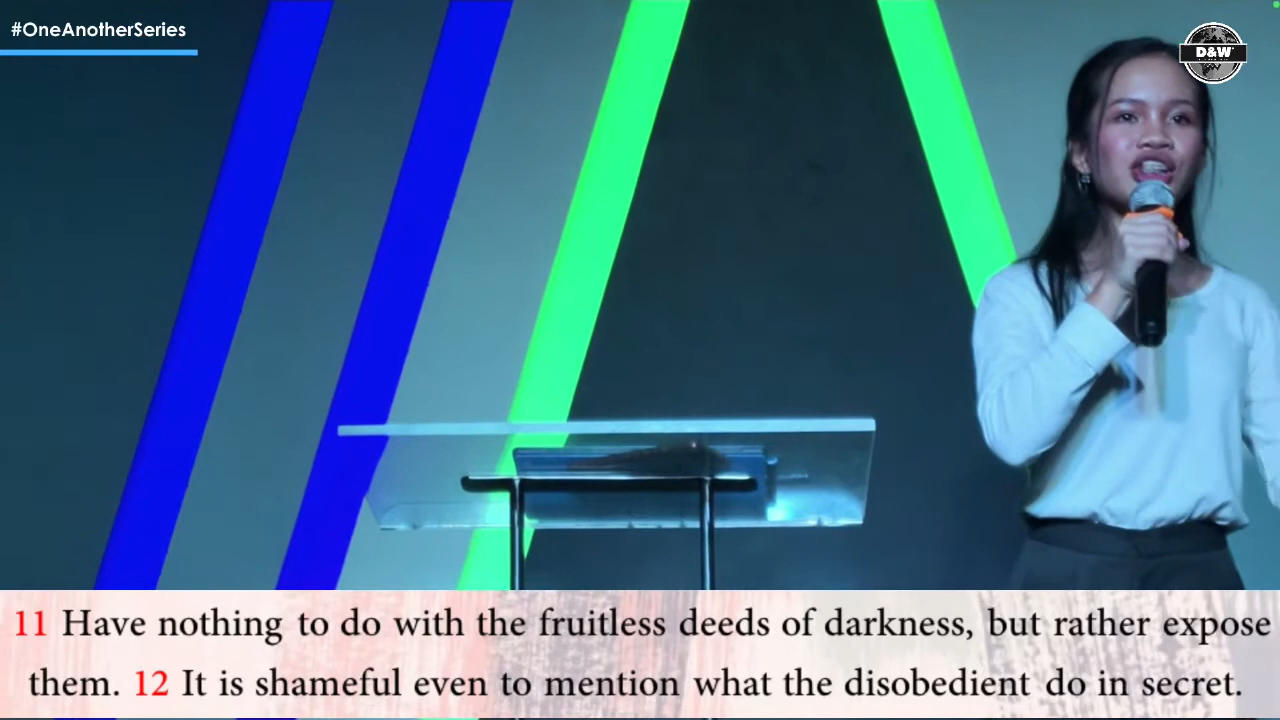 #OneAnotherSeries
D&W
11 Have nothing to do with the fruitless deeds of darkness, but rather expose
them. 12 It is shameful even to mention what the disobedient do in secret.